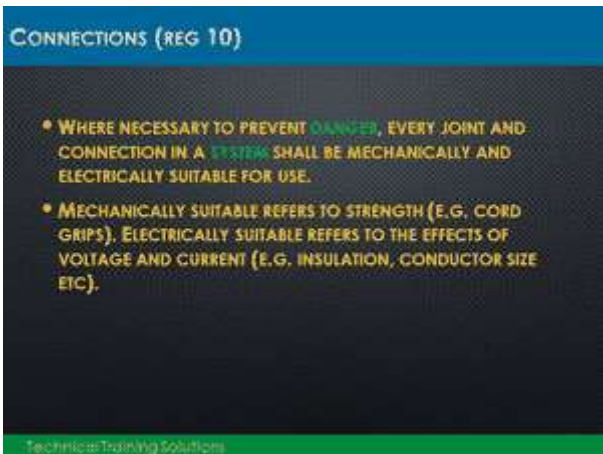 CONNECTIONS (REG 10)
• WHERE NECESSARY TO PREVENT DANGER, EVERY JOINT AND
CONNECTION IN A SYSTEM SHALL BE MECHANICALLY AND
ELECTRICALLY SUITABLE FOR USE.
• MECHANICALLY SUITABLE REFERS TO STRENGTH (E.G. CORD
GRIPS). ELECTRICALLY SUITABLE REFERS TO THE EFFECTS OF
VOLTAGE AND CURRENT (E.G. INSULATION, CONDUCTOR SIZE
ETC).
Technical Training Solutions